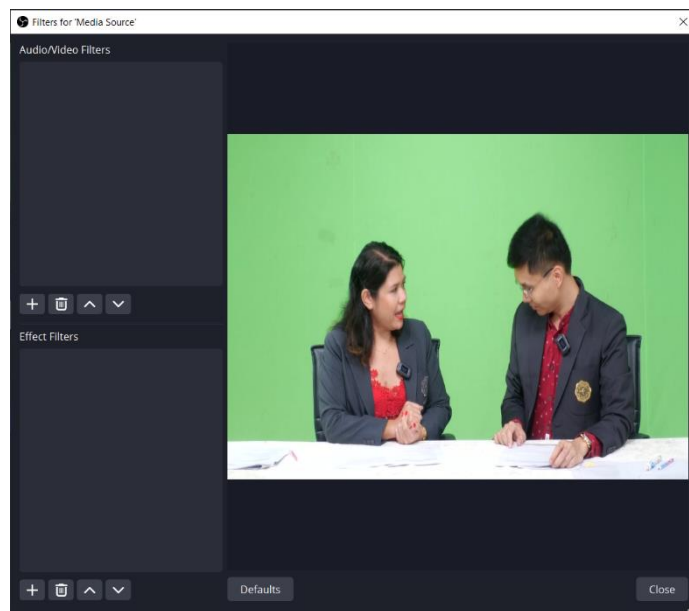 Filters for 'Media Source'
Audio/Video Filters
Effect Filters
Defaults
Close